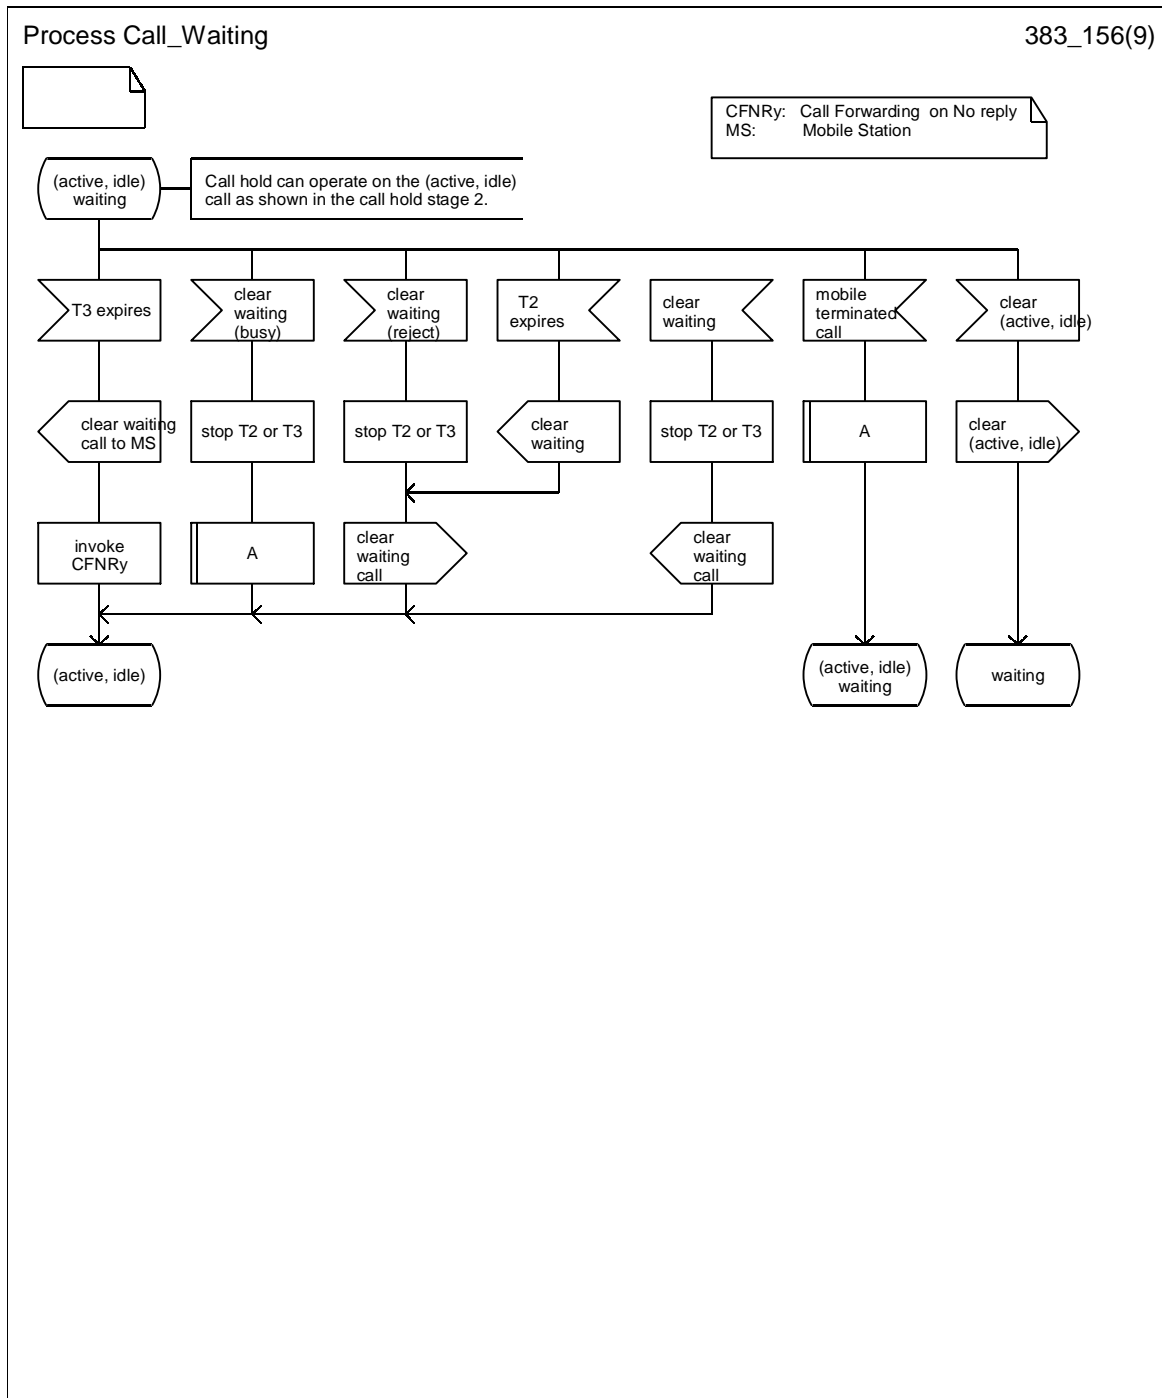 Process Call_Waiting
383_156(9)
CFNRy: Call Forwarding on No reply
MS: Mobile Station
(active, idle)
waiting
Call hold can operate on the (active, idle)
call as shown in the call hold stage 2.
T3 expires
clear
waiting
(busy)
clear
waiting
(reject)
T2
expires
clear
waiting
mobile
terminated
call
clear
(active, idle)
clear waiting
call to MS
stop T2 or T3
stop T2 or T3
clear
waiting
stop T2 or T3
A
clear
(active, idle)
invoke
CFNRy
A
clear
waiting
call
clear
waiting
call
(active, idle)
(active, idle)
waiting
waiting